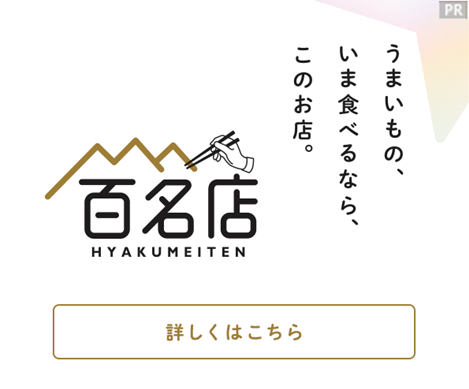 PR
うまいもの、
いま食べるなら、
このお店。
百名店
HYAKUMEITEN
詳しくはこちら